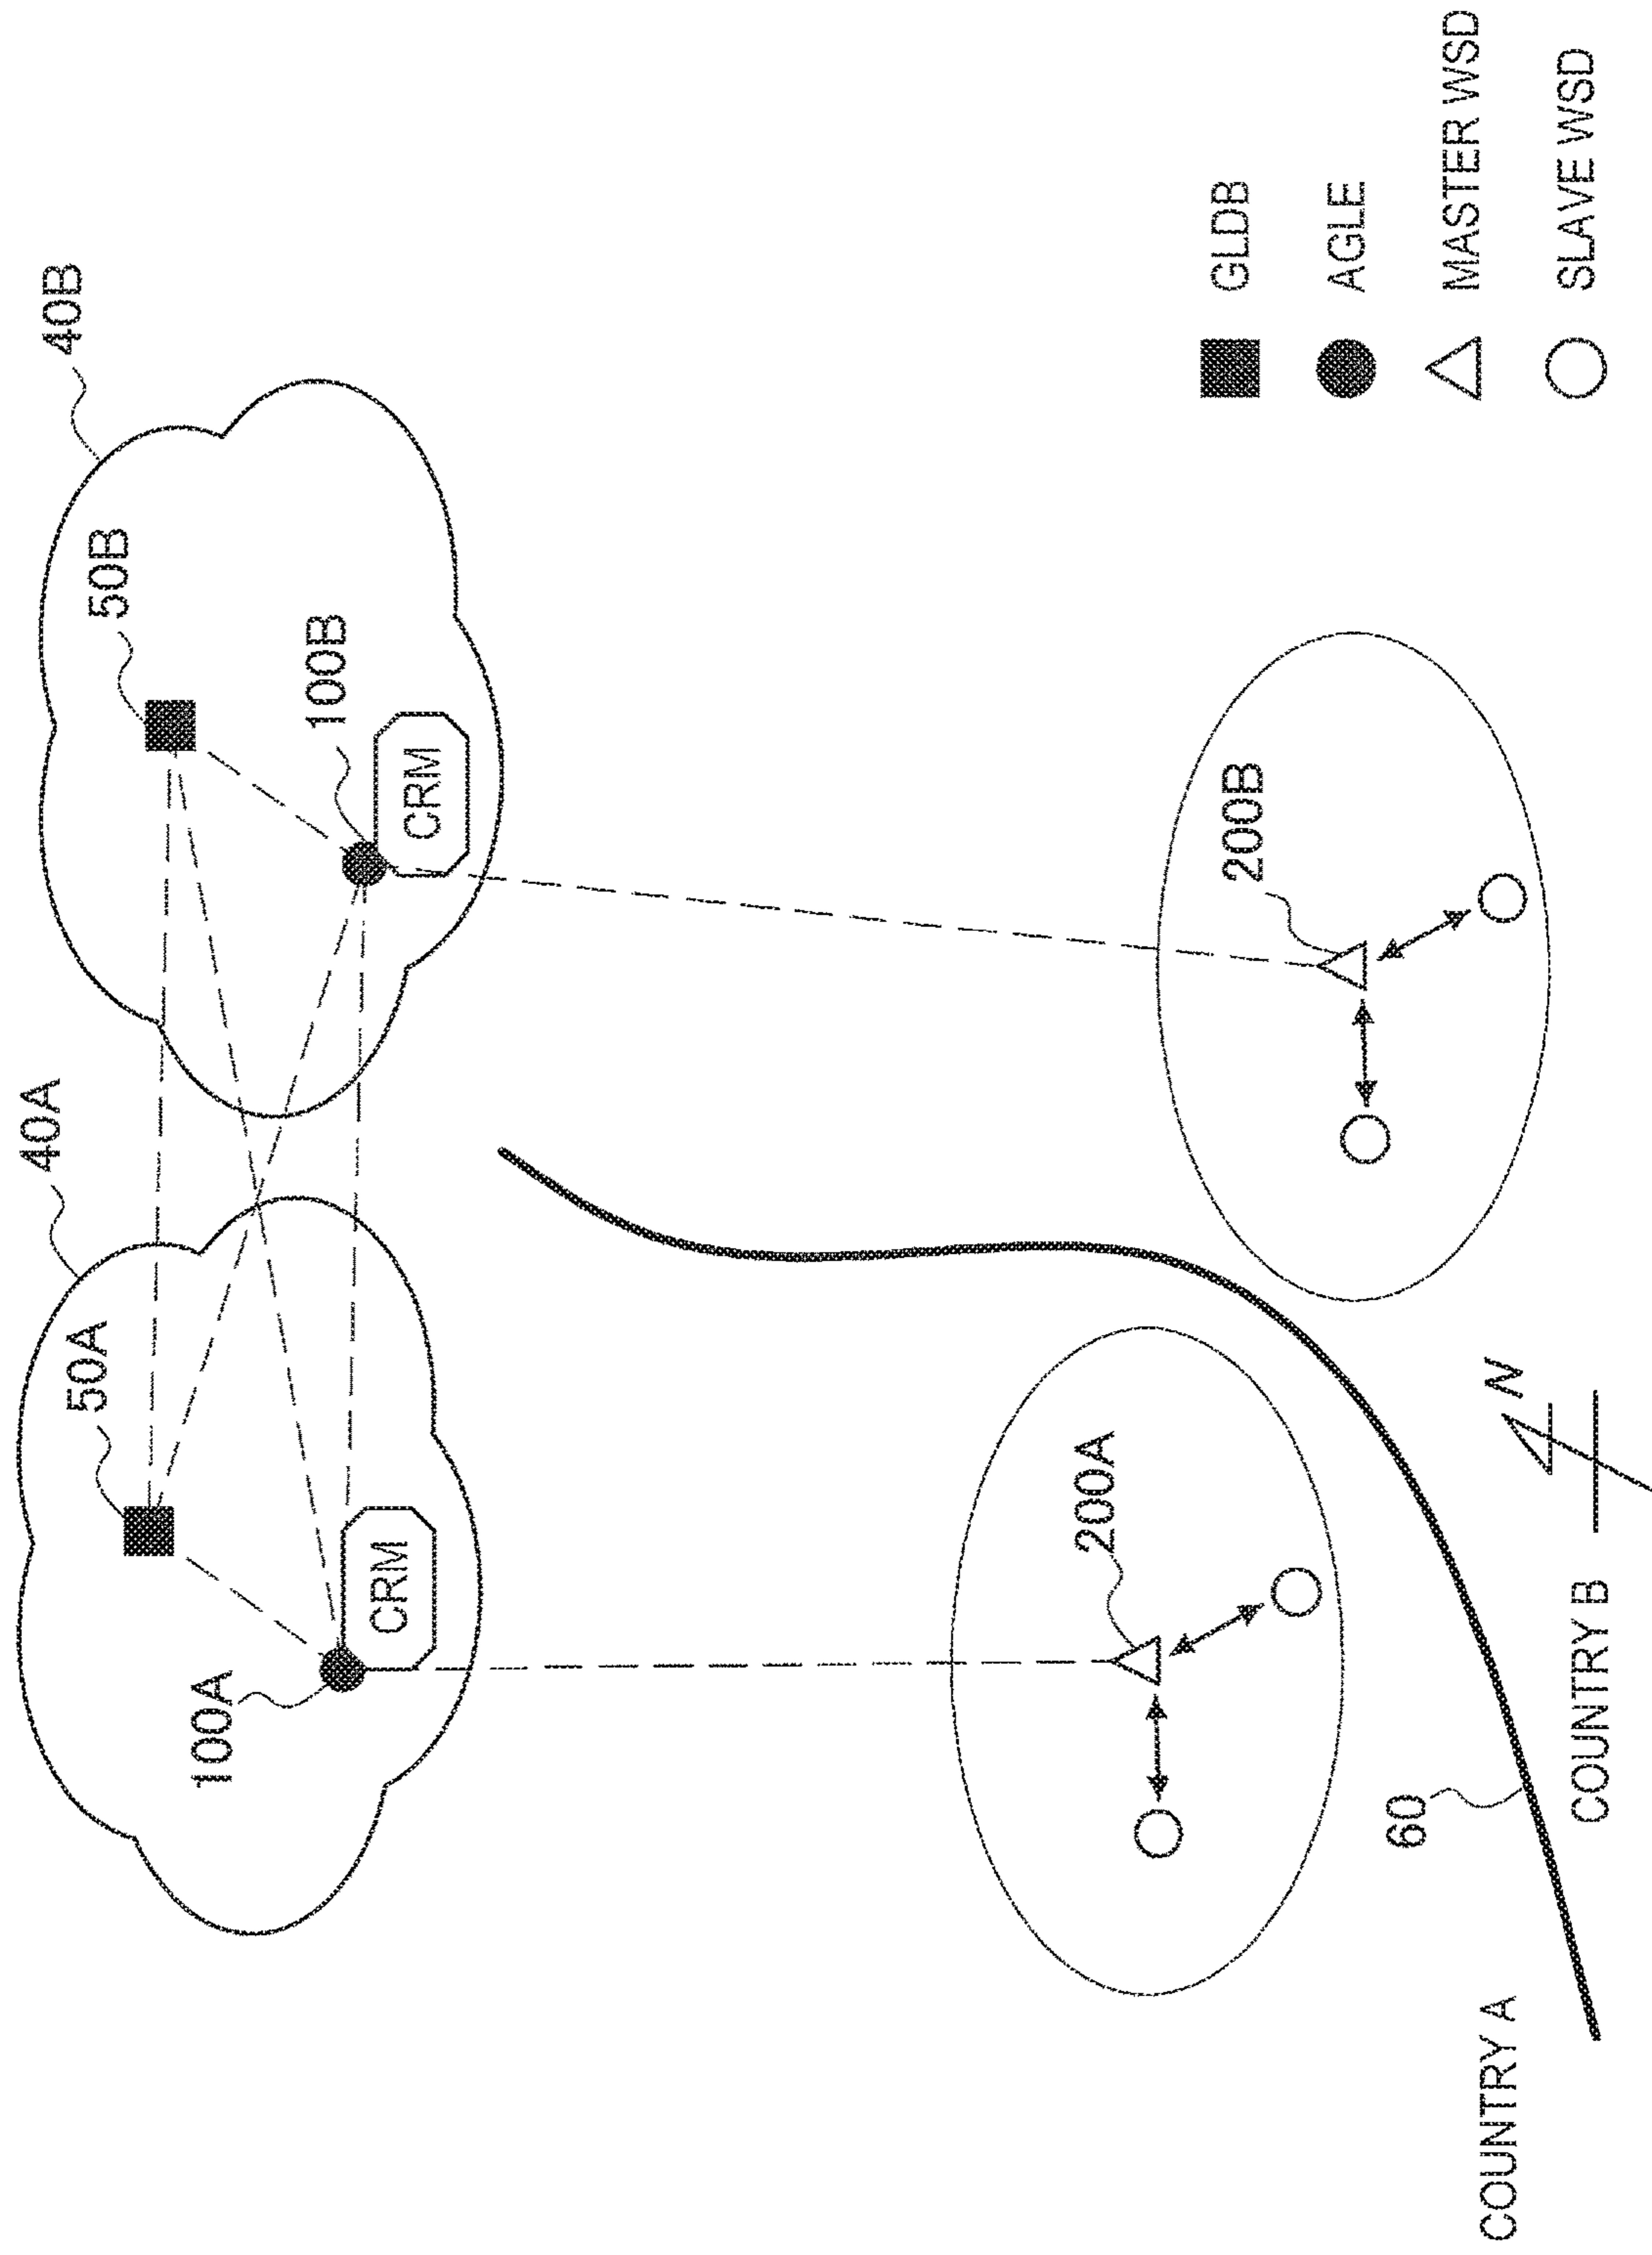 40A
40B
50A
50B
100A
100B
CRM
CRM
200A
200B
60
COUNTRY A
COUNTRY B
N
GLDB
AGLE
MASTER WSD
SLAVE WSD